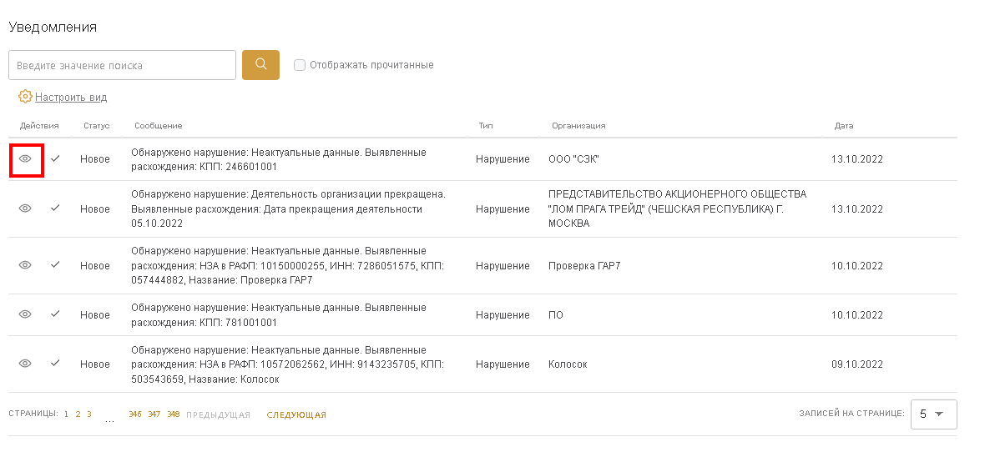 Уведомления
Введите значение поиска
Отображать прочитанные
Настроить вид
Действия Статус Сообщение Тип Организация Дата
Новое Обнаружено нарушение: Неактуальные данные. Выявленные расхождения: КПП: 246601001 Нарушение ООО "СЗК" 13.10.2022
Новое Обнаружено нарушение: Деятельность организации прекращена. Выявленные расхождения: Дата прекращения деятельности 05.10.2022 Нарушение ПРЕДСТАВИТЕЛЬСТВО АКЦИОНЕРНОГО ОБЩЕСТВА "ЛОМ ПРАГА ТРЕЙД" (ЧЕШСКАЯ РЕСПУБЛИКА) Г. МОСКВА 13.10.2022
Новое Обнаружено нарушение: Неактуальные данные. Выявленные расхождения: НЗА в РАФП: 10150000255, ИНН: 7286051575, КПП: 057444882, Название: Проверка ГАР7 Нарушение Проверка ГАР7 10.10.2022
Новое Обнаружено нарушение: Неактуальные данные. Выявленные расхождения: КПП: 781001001 Нарушение ПО 10.10.2022
Новое Обнаружено нарушение: Неактуальные данные. Выявленные расхождения: НЗА в РАФП: 10572062562, ИНН: 9143235705, КПП: 503543659, Название: Колосок Нарушение Колосок 09.10.2022
СТРАНИЦЫ: 1 2 3 ... 346 347 348 ПРЕДЫДУЩАЯ СЛЕДУЮЩАЯ ЗАПИСЕЙ НА СТРАНИЦЕ: 5